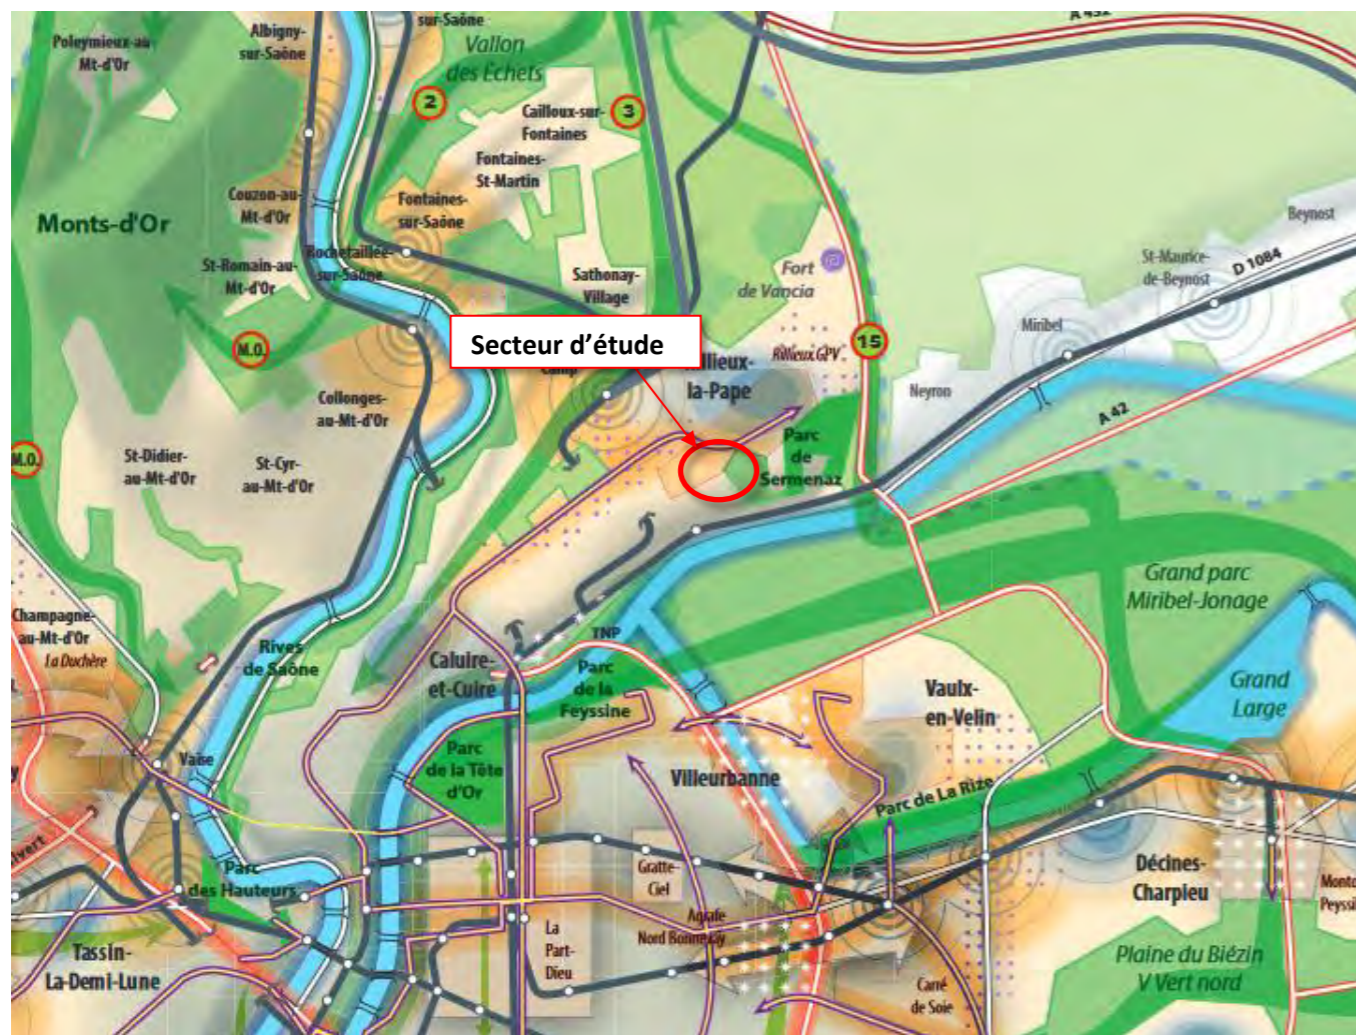 sur-Saône
A 432
Albigny-
sur-Saône
Poleymieux-au-
Mt-d'Or
Vallon
des Échets
2
Cailloux-sur-
Fontaines
3
Fontaines-
St-Martin
Couzon-au-
Mt-d'Or
Fontaines-
sur-Saône
Monts-d'Or
Beynost
Rochetaillée-
sur-Saône
St-Romain-au-
Mt-d'Or
Sathonay-
Village
Fort
de Vancia
St-Maurice-
de-Beynost
D 1084
Miribel
M.O.
Secteur d'étude
Rillieux GPV
15
Camp
illieux-
la-Pape
Neyron
Collonges-
au-Mt-d'Or
A 42
M.O.
St-Didier-
au-Mt-d'Or
St-Cyr-
au-Mt-d'Or
Parc
de
Sermenaz
Grand parc
Miribel-Jonage
Champagne-
au-Mt-d'Or
La Duchère
Rives
de Saône
TNP
Caluire-
et-Cuire
Parc
de la
Feyssine
Vaulx-
en-Velin
Grand
Large
Vaise
Parc
de la Tête
d'Or
Villeurbanne
Parc de La Rize
Parc
des Hauteurs
Gratte-
Ciel
Décines-
Charpieu
La
Part-
Dieu
Nord Bonnevay
Tassin-
La-Demi-Lune
Carré
de Soie
Plaine du Biézin
V Vert nord